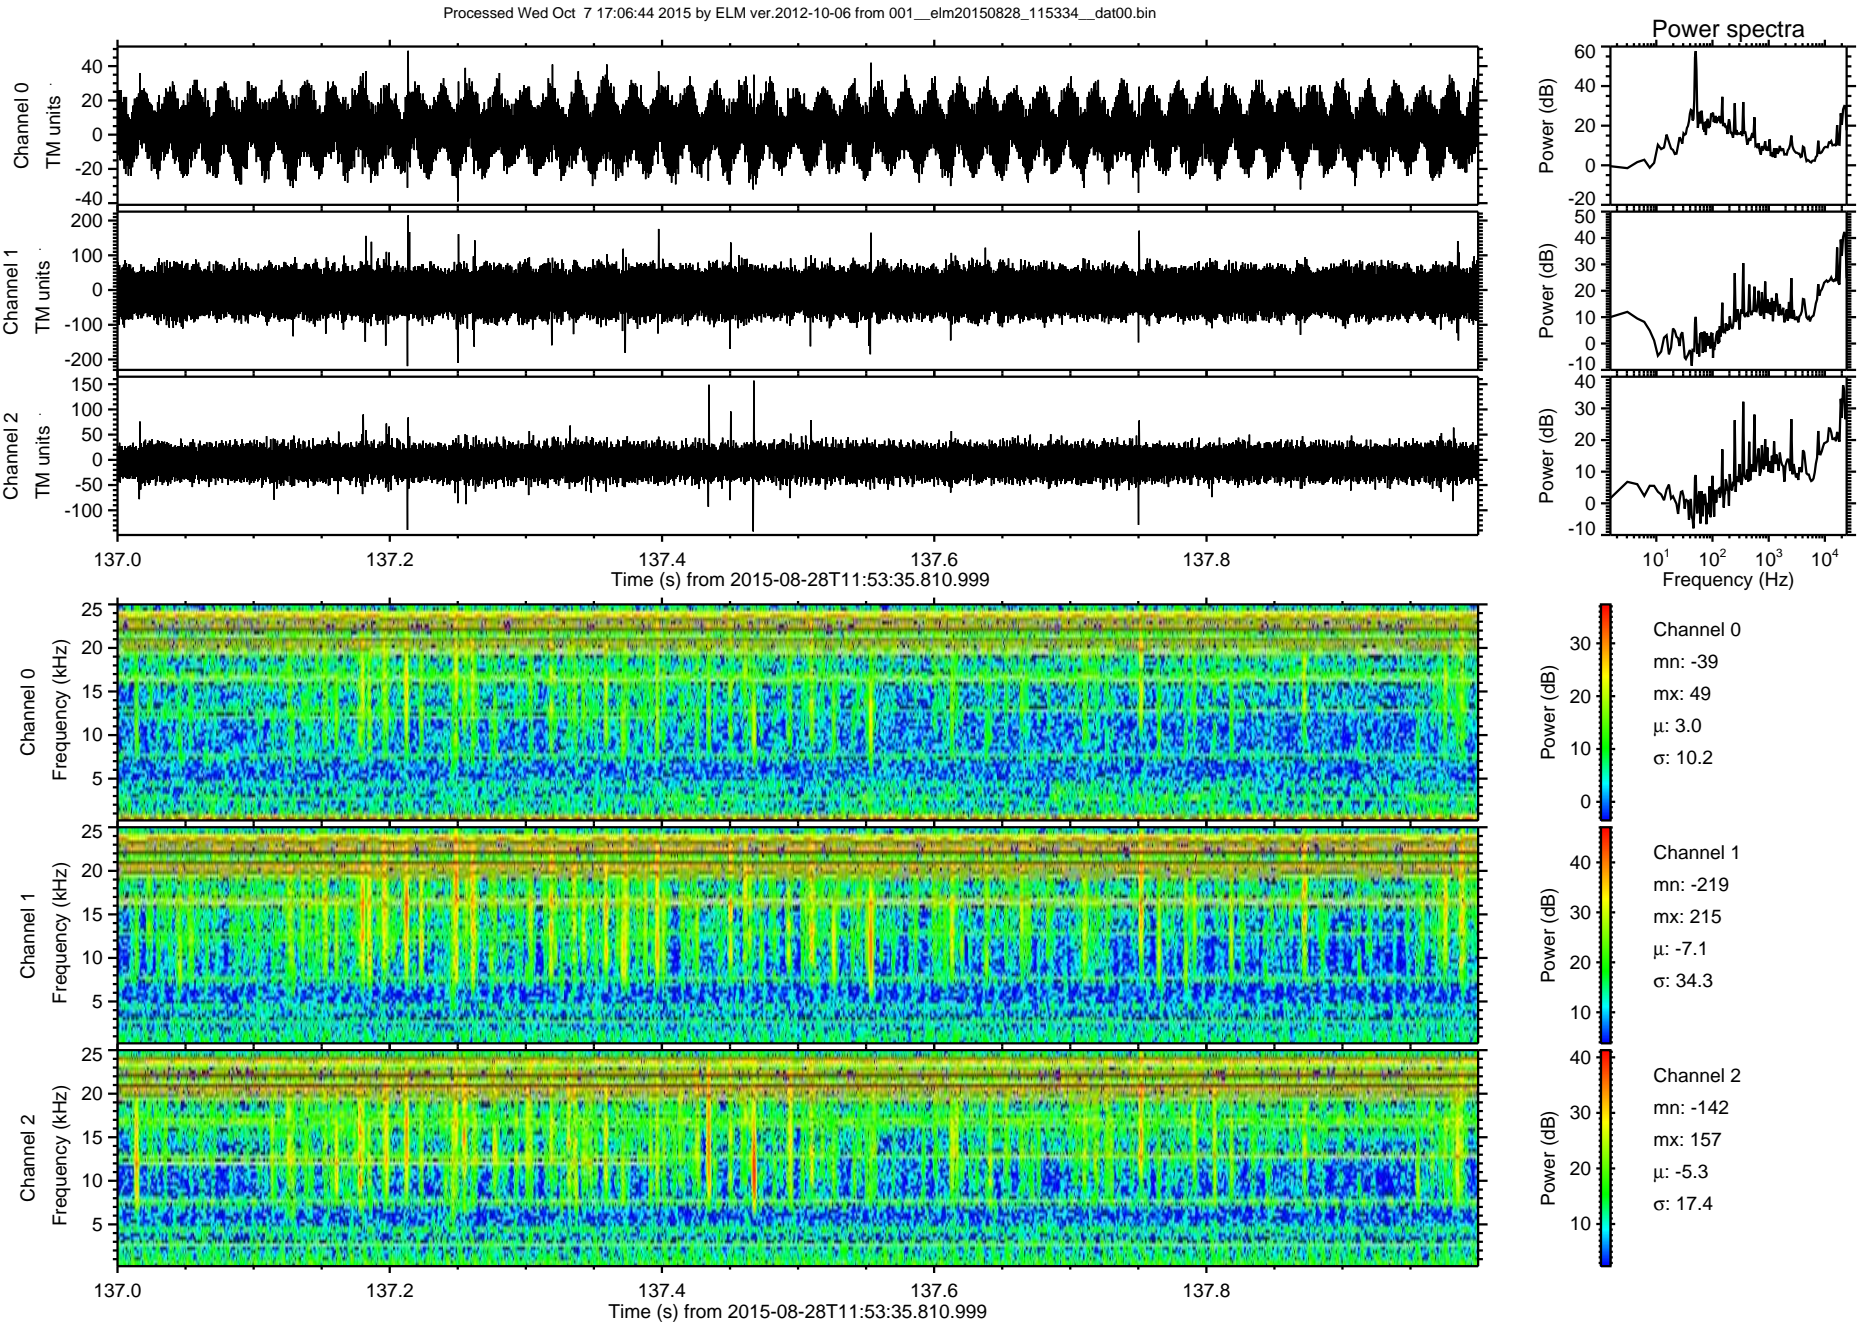 Processed Wed Oct  7 17:06:44 2015 by ELM ver.2012-10-06 from 001__elm20150828_115334__dat00.bin
Power spectra
Channel 0
TM units
40
20
0
-20
-40
Power (dB)
60
40
20
0
-20
Channel 1
TM units
200
100
0
-100
-200
Power (dB)
50
40
30
20
10
0
-10
Channel 2
TM units
150
100
50
0
-50
-100
Power (dB)
40
30
20
10
0
-10
137.0 137.2 137.4 137.6 137.8
Time (s) from 2015-08-28T11:53:35.810.999
10^1 10^2 10^3 10^4
Frequency (Hz)
Channel 0
Frequency (kHz)
25
20
15
10
5
Power (dB)
30
20
10
0
Channel 0
mn: -39
mx: 49
μ: 3.0
σ: 10.2
Channel 1
Frequency (kHz)
25
20
15
10
5
Power (dB)
40
30
20
10
Channel 1
mn: -219
mx: 215
μ: -7.1
σ: 34.3
Channel 2
Frequency (kHz)
25
20
15
10
5
Power (dB)
40
30
20
10
Channel 2
mn: -142
mx: 157
μ: -5.3
σ: 17.4
137.0 137.2 137.4 137.6 137.8
Time (s) from 2015-08-28T11:53:35.810.999